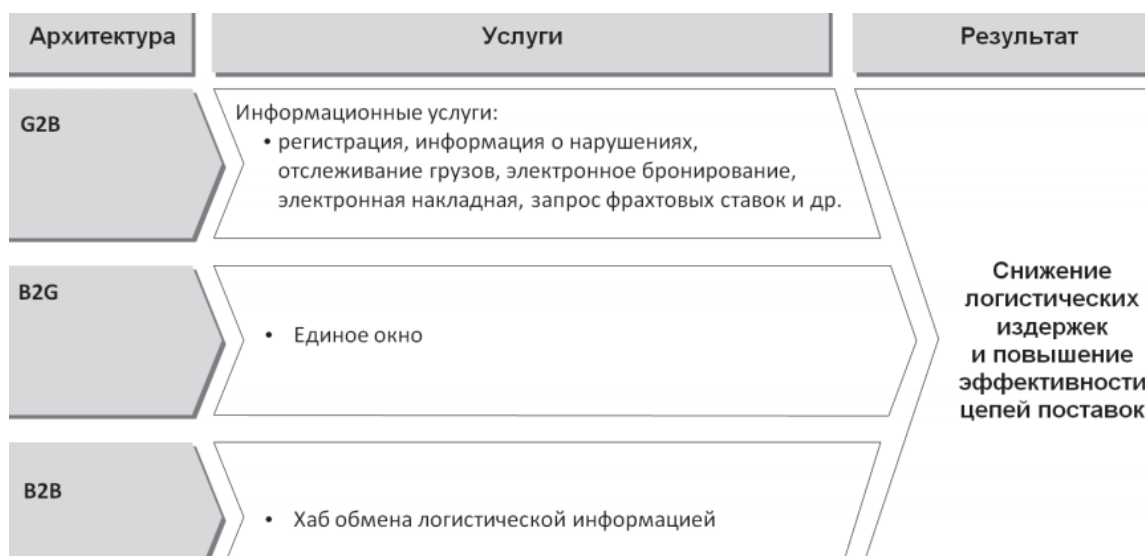 Архитектура
Услуги
Результат
G2B
Информационные услуги:
• регистрация, информация о нарушениях,
отслеживание грузов, электронное бронирование,
электронная накладная, запрос фрахтовых ставок и др.
B2G
• Единое окно
B2B
• Хаб обмена логистической информацией
Снижение
логистических
издержек
и повышение
эффективности
цепей поставок